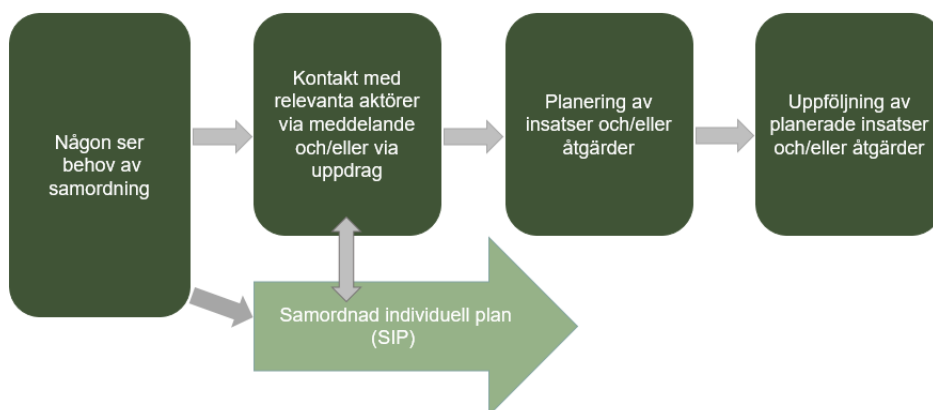 Någon ser
behov av
samordning
Kontakt med
relevanta aktörer
via meddelande
och/eller via
uppdrag
Planering av
insatser och/eller
åtgärder
Uppföljning av
planerade insatser
och/eller åtgärder
Samordnad individuell plan
(SIP)